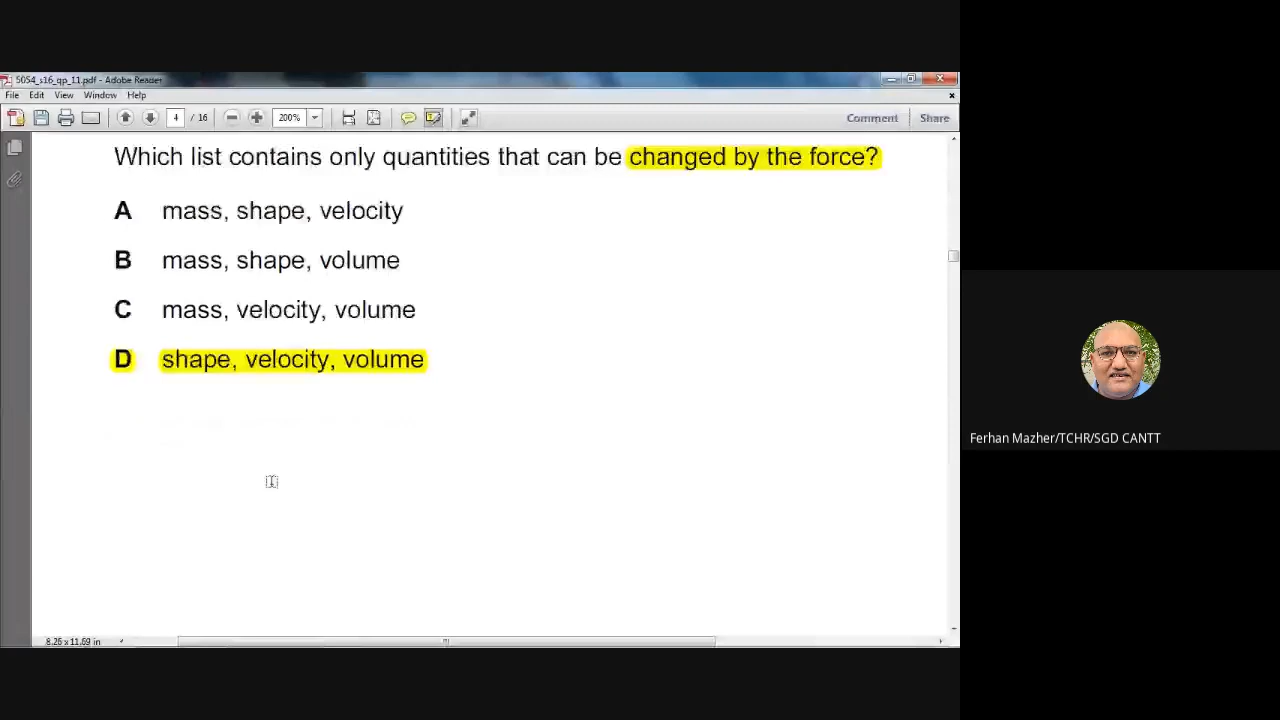 5054_s16_qp_11.pdf - Adobe Reader
File Edit View Window Help
4 / 16 200% Comment Share
Which list contains only quantities that can be changed by the force?
A mass, shape, velocity
B mass, shape, volume
C mass, velocity, volume
D shape, velocity, volume
Ferhan Mazher/TCHR/SGD CANTT
8.26 x 11.69 in